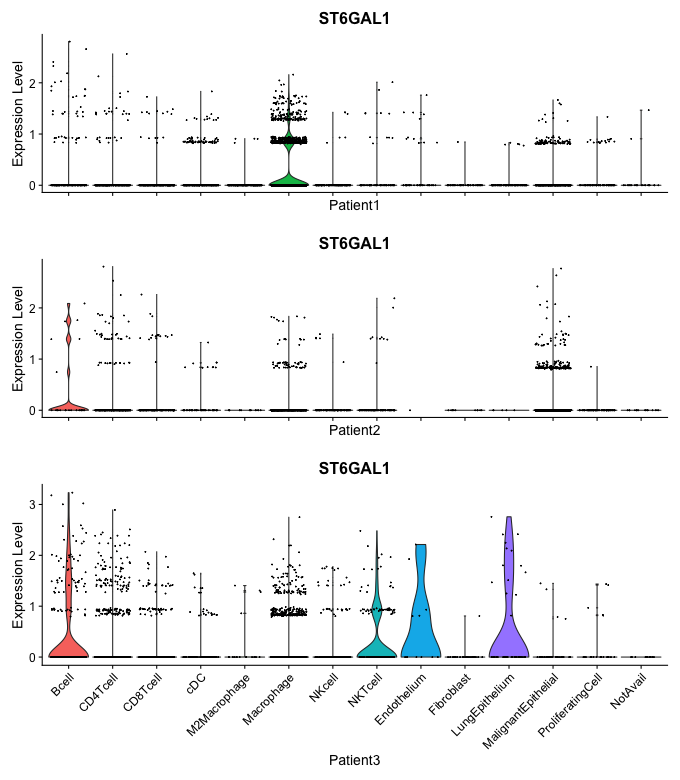 ST6GAL1
Expression Level
2
1
0
Patient1
ST6GAL1
Expression Level
2
1
0
Patient2
ST6GAL1
Expression Level
3
2
1
0
Bcell
CD4Tcell
CD8Tcell
cDC
M2Macrophage
Macrophage
NKcell
NKTcell
Endothelium
Fibroblast
LungEpithelium
MalignantEpithelial
ProliferatingCell
NotAvail
Patient3